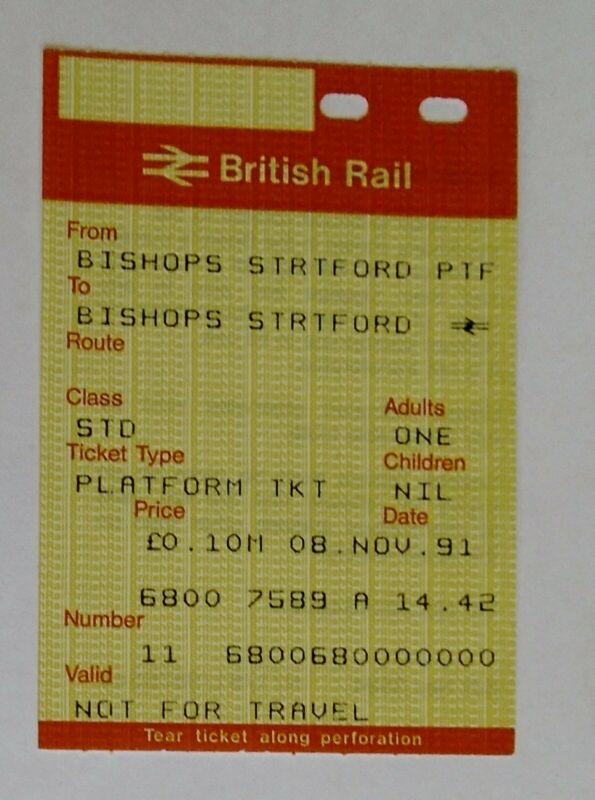 British Rail
From
BISHOPS STRTFORD PTF
To
BISHOPS STRTFORD
Route
Class Adults
STD ONE
Ticket Type Children
PLATFORM TKT NIL
Price Date
£0.10M 08.NOV.91
6800 7589 A 14.42
Number
11 6800680000000
Valid
NOT FOR TRAVEL
Tear ticket along perforation